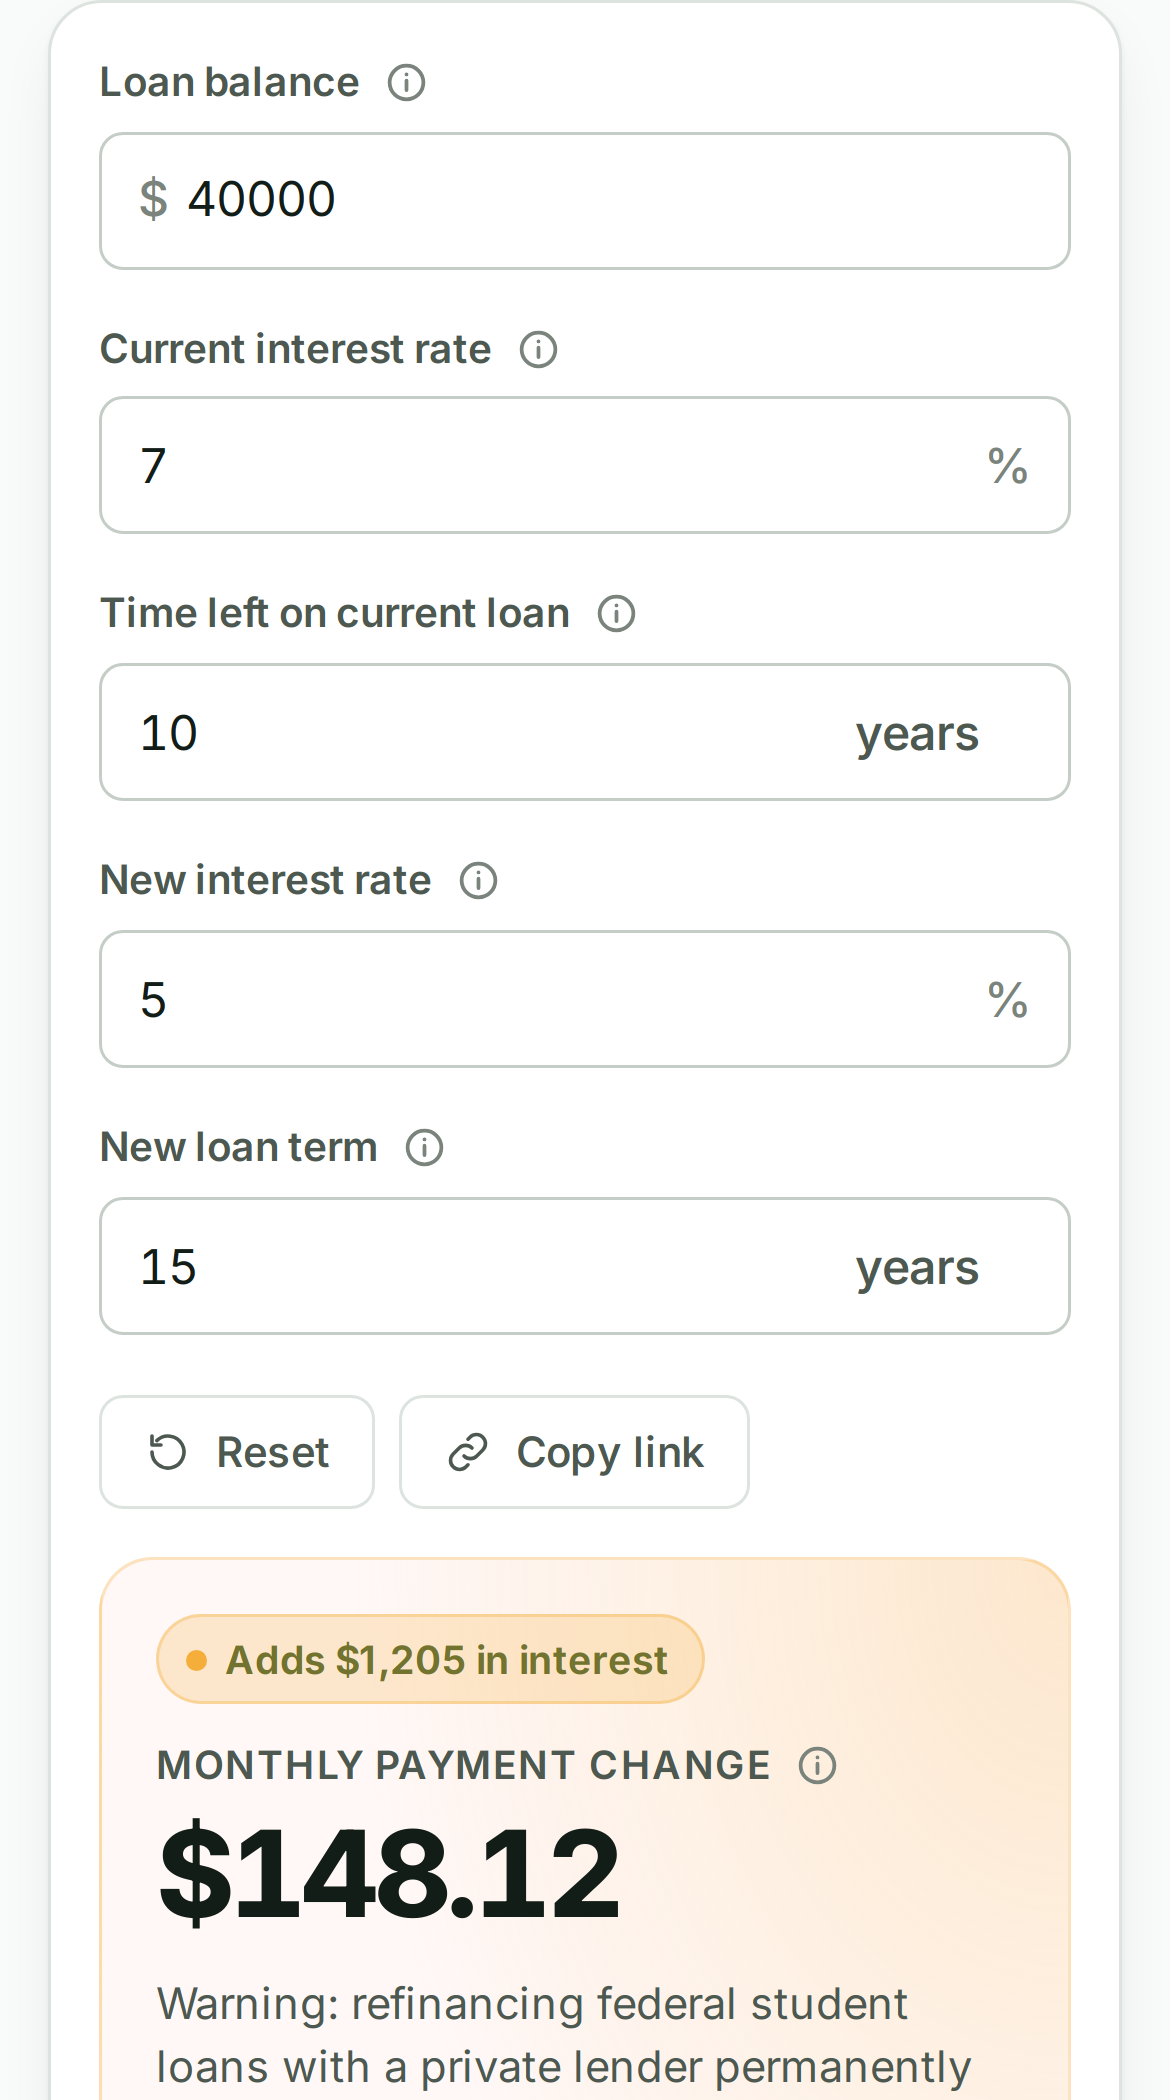 Loan balance
$ 40000
Current interest rate
7 %
Time left on current loan
10 years
New interest rate
5 %
New loan term
15 years
Reset Copy link
Adds $1,205 in interest
MONTHLY PAYMENT CHANGE
$148.12
Warning: refinancing federal student
loans with a private lender permanently